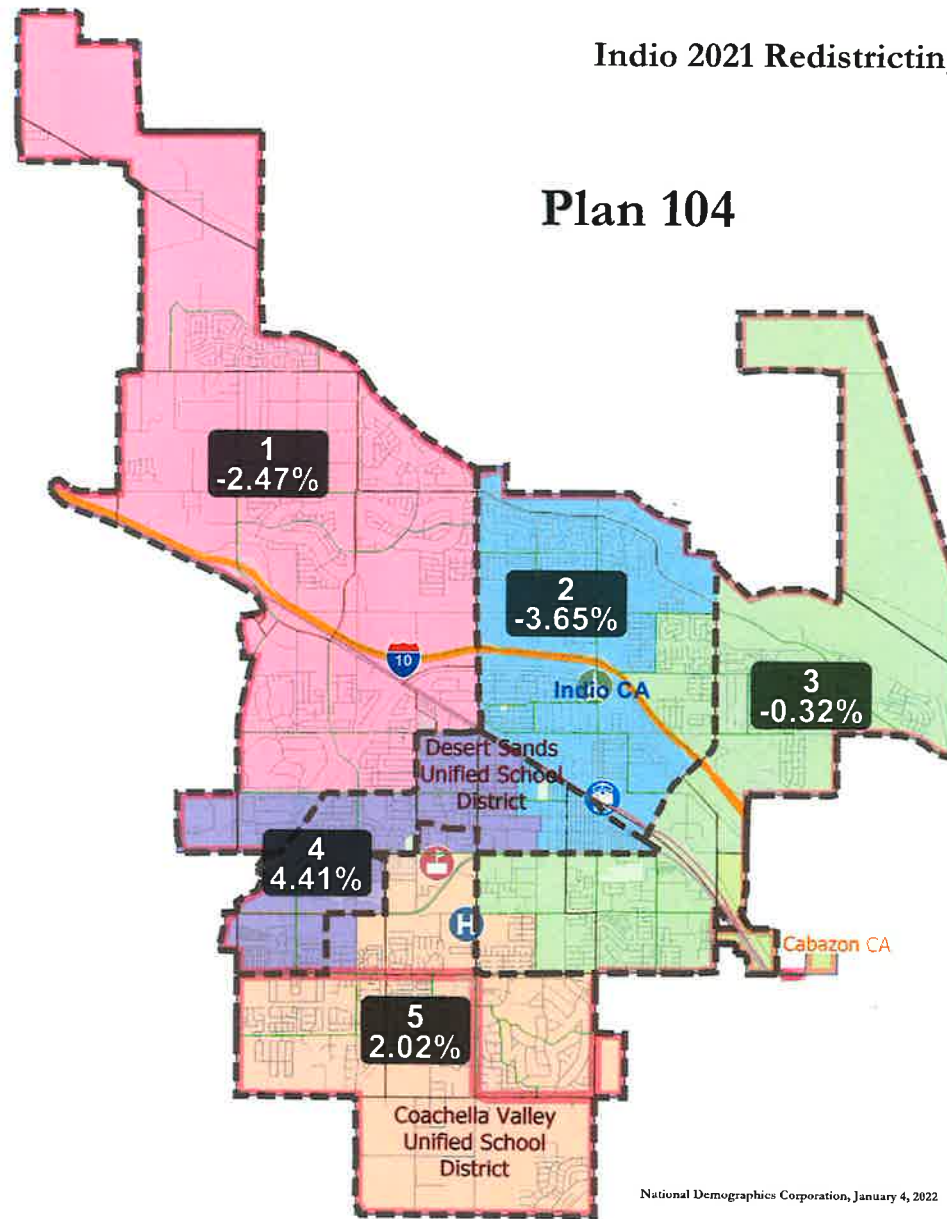 Indio 2021 Redistricting
Plan 104
1
-2.47%
2
-3.65%
10
Indio CA
3
-0.32%
Desert Sands
Unified School
District
4
4.41%
H
Cabazon CA
5
2.02%
Coachella Valley
Unified School
District
National Demographics Corporation, January 4, 2022